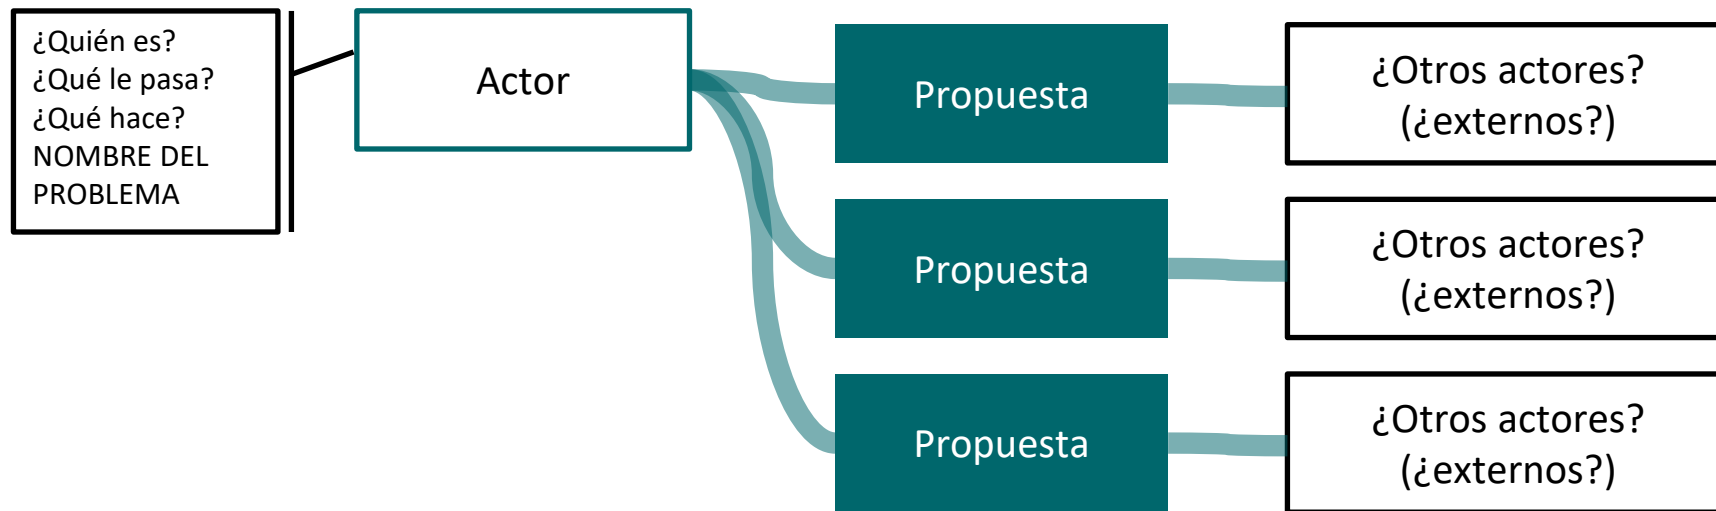 ¿Quién es?
¿Qué le pasa?
¿Qué hace?
NOMBRE DEL
PROBLEMA
Actor
Propuesta
¿Otros actores?
(¿externos?)
Propuesta
¿Otros actores?
(¿externos?)
Propuesta
¿Otros actores?
(¿externos?)